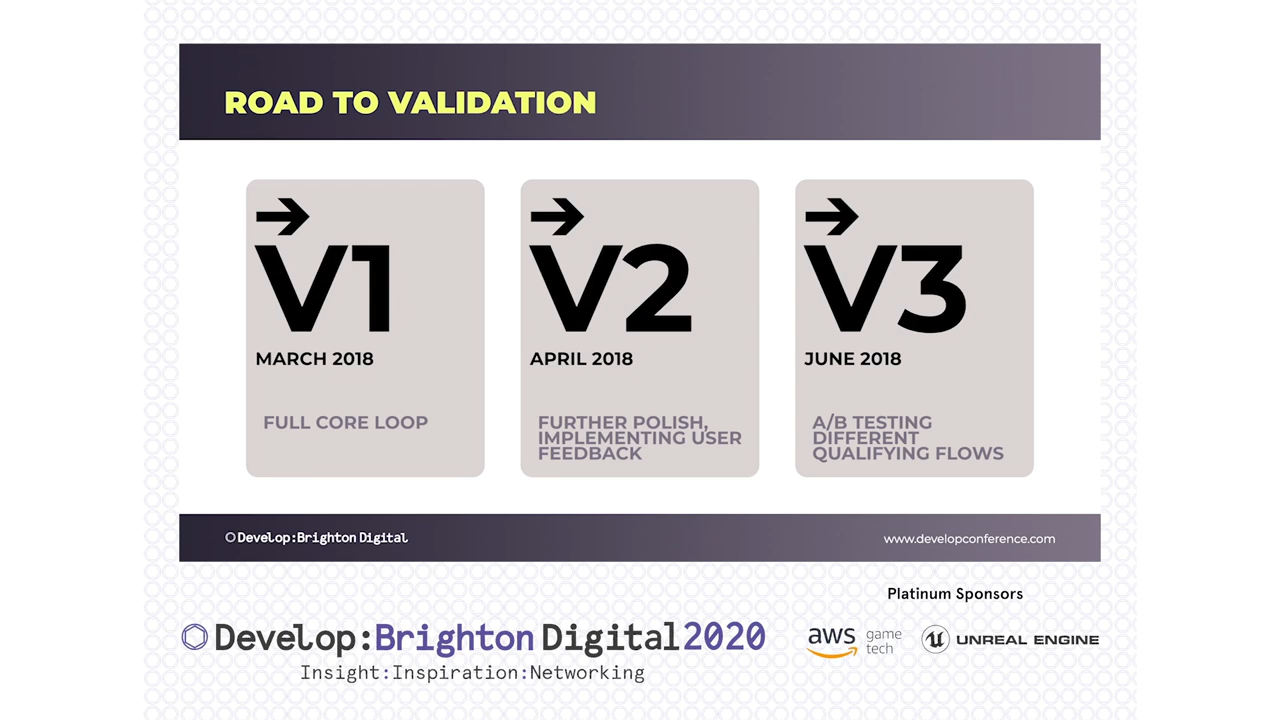 ROAD TO VALIDATION
V1
MARCH 2018
FULL CORE LOOP
V2
APRIL 2018
FURTHER POLISH,
IMPLEMENTING USER
FEEDBACK
V3
JUNE 2018
A/B TESTING
DIFFERENT
QUALIFYING FLOWS
Develop:Brighton Digital
www.developconference.com
Platinum Sponsors
Develop:Brighton Digital 2020
Insight:Inspiration:Networking
aws game
tech
UNREAL ENGINE